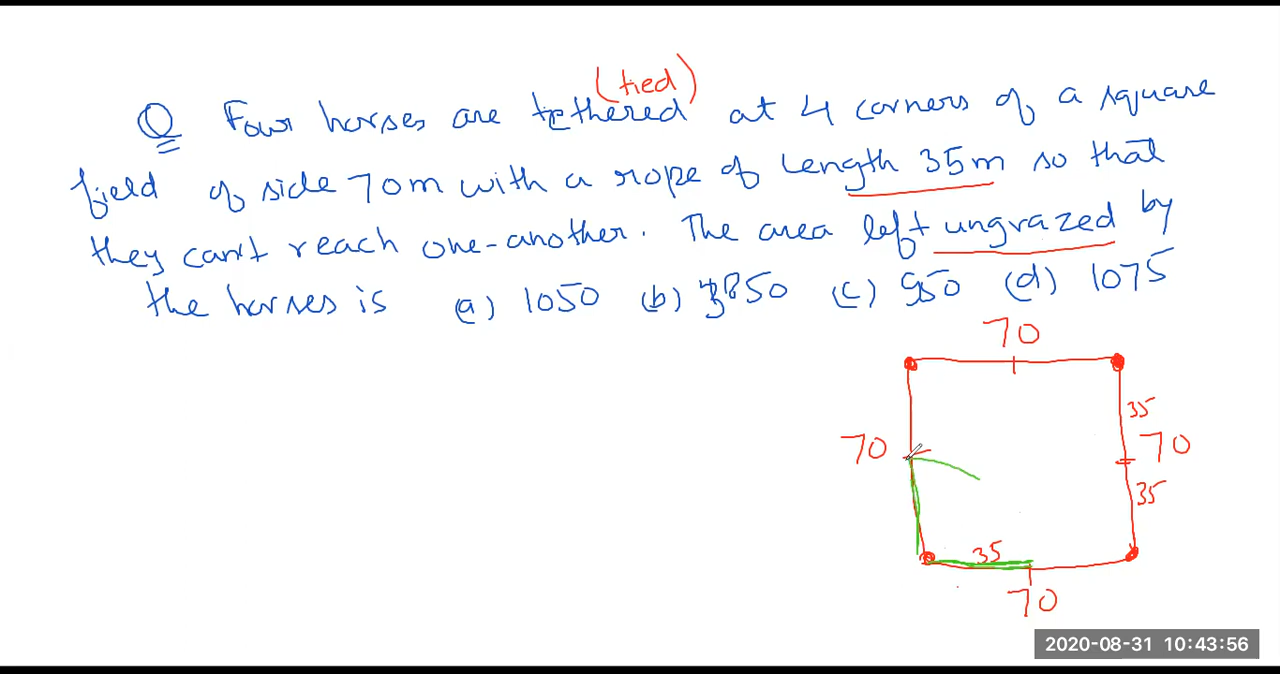 (tied)
Q Four horses are tethered at 4 corners of a square
field of side 70m with a rope of length 35m so that
they can't reach one-another. The area left ungrazed by
the horses is (a) 1050 (b) 3850 (c) 950 (d) 1075
70
35
70 70
35
35
70
2020-08-31 10:43:56